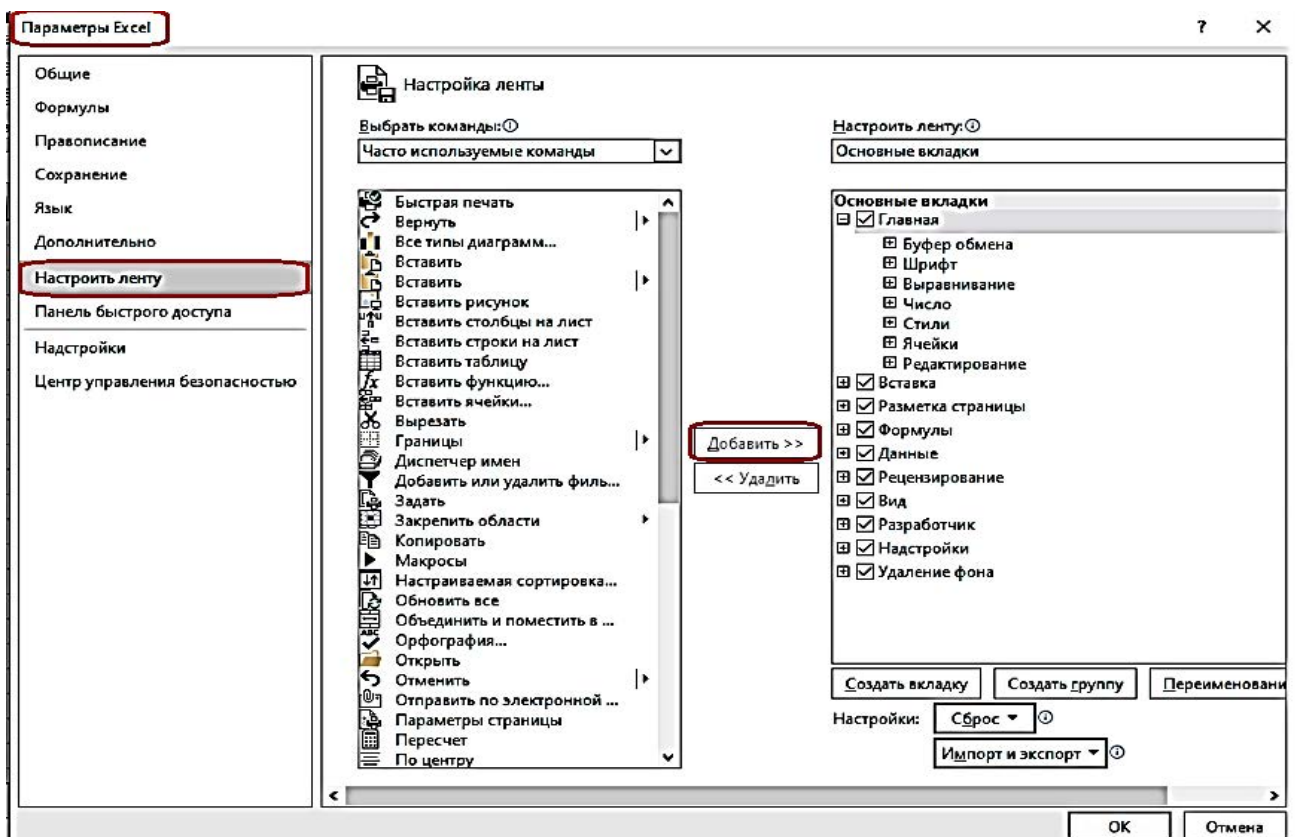 Параметры Excel
? ×
Общие
Формулы
Правописание
Сохранение
Язык
Дополнительно
Настроить ленту
Панель быстрого доступа
Надстройки
Центр управления безопасностью
Настройка ленты
Выбрать команды:
Часто используемые команды
Быстрая печать
Вернуть
Все типы диаграмм...
Вставить
Вставить
Вставить рисунок
Вставить столбцы на лист
Вставить строки на лист
Вставить таблицу
Вставить функцию...
Вставить ячейки...
Вырезать
Границы
Диспетчер имен
Добавить или удалить филь...
Задать
Закрепить области
Копировать
Макросы
Настраиваемая сортировка...
Обновить все
Объединить и поместить в ...
Орфография...
Открыть
Отменить
Отправить по электронной ...
Параметры страницы
Пересчет
По центру
Добавить >>
<< Удалить
Настроить ленту:
Основные вкладки
Основные вкладки
Главная
Буфер обмена
Шрифт
Выравнивание
Число
Стили
Ячейки
Редактирование
Вставка
Разметка страницы
Формулы
Данные
Рецензирование
Вид
Разработчик
Надстройки
Удаление фона
Создать вкладку Создать группу Переименовани
Настройки: Сброс
Импорт и экспорт
ОК Отмена